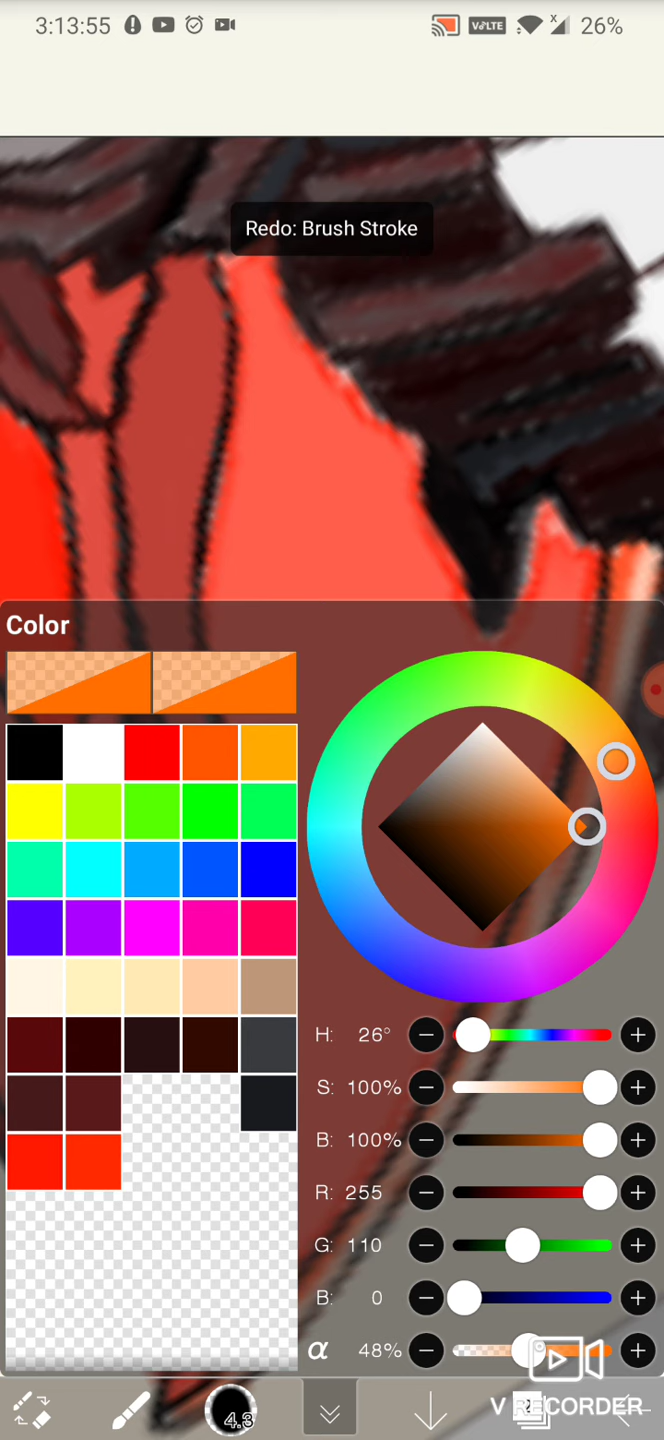 3:13:55
VoLTE
x
26%
Redo: Brush Stroke
Color
H: 26°
S: 100%
B: 100%
R: 255
G: 110
B: 0
α 48%
4.3
V RECORDER